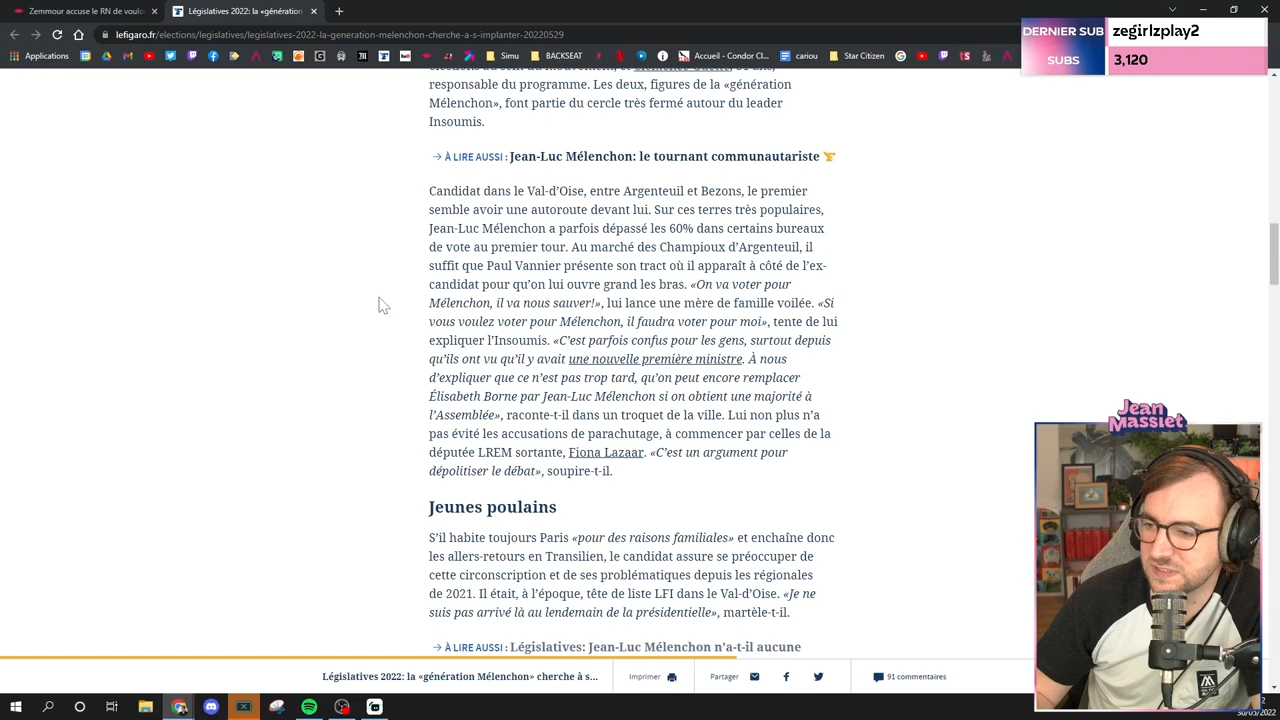 Zemmour veut faire le RN de voulo
Législatives 2022: la «génération
lefigaro.fr/elections/legislatives/legislatives-2022-la-generation-melenchon-cherche-a-s-implanter-20220529
Applications
a-s-Simulator
BACKSEAT
Accueil - Condor Cl...
cariou
Star Citizen
DERNIER SUB
zegirlzplay2
SUBS
3,120
responsable du programme. Les deux, figures de la «génération
Mélenchon», font partie du cercle très fermé autour du leader
Insoumis.
À LIRE AUSSI : Jean-Luc Mélenchon: le tournant communautariste
Candidat dans le Val-d’Oise, entre Argenteuil et Bezons, le premier
semble avoir une autoroute devant lui. Sur ces terres très populaires,
Jean-Luc Mélenchon a parfois dépassé les 60% dans certains bureaux
de vote au premier tour. Au marché des Champioux d’Argenteuil, il
suffit que Paul Vannier présente son tract où il apparaît à côté de l’ex-
candidat pour qu’on lui ouvre grand les bras. «On va voter pour
Mélenchon, il va nous sauver!», lui lance une mère de famille voilée. «Si
vous voulez voter pour Mélenchon, il faudra voter pour moi», tente de lui
expliquer l’Insoumis. «C’est parfois confus pour les gens, surtout depuis
qu’ils ont vu qu’il y avait une nouvelle première ministre. À nous
d’expliquer que ce n’est pas trop tard, qu’on peut encore remplacer
Élisabeth Borne par Jean-Luc Mélenchon si on obtient une majorité à
l’Assemblée», raconte-t-il dans un troquet de la ville. Lui non plus n’a
pas évité les accusations de parachutage, à commencer par celles de la
députée LREM sortante, Fiona Lazaar. «C’est un argument pour
dépolitiser le débat», soupire-t-il.
Jeunes poulains
S’il habite toujours Paris «pour des raisons familiales» et enchaîne donc
les allers-retours en Transilien, le candidat assure se préoccuper de
cette circonscription et de ses problématiques depuis les régionales
de 2021. Il était, à l’époque, tête de liste LFI dans le Val-d’Oise. «Je ne
suis pas arrivé là au lendemain de la présidentielle», martèle-t-il.
À LIRE AUSSI : Législatives: Jean-Luc Mélenchon n’a-t-il aucune
Législatives 2022: la «génération Mélenchon» cherche à s...
Imprimer
Partager
91 commentaires
Jean
Massiet
30/05/2022